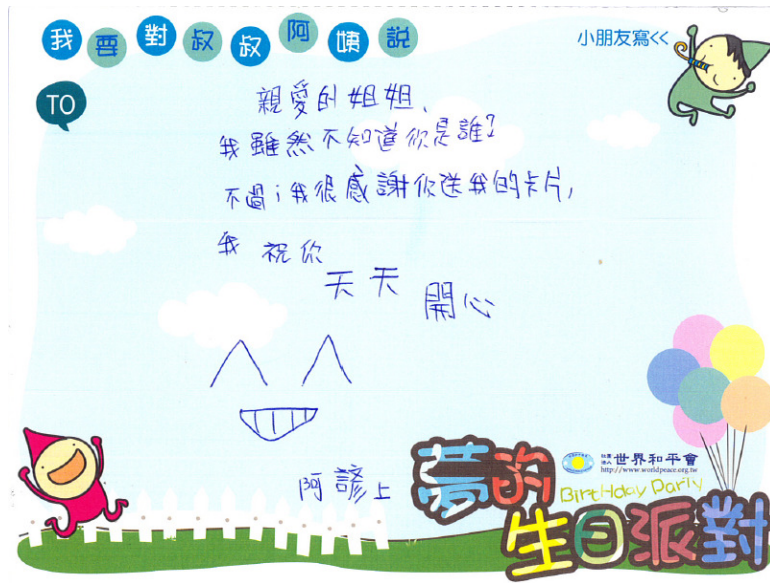 我要對叔叔阿姨說
小朋友寫<<
TO
親愛的姐姐、
我雖然不知道你是誰?
不過;我很感謝你送我的卡片,
我祝你
天天開心
阿諺上
夢的
社團法人世界和平會
http://www.worldpeace.org.tw
BirtHday Party
生日派對